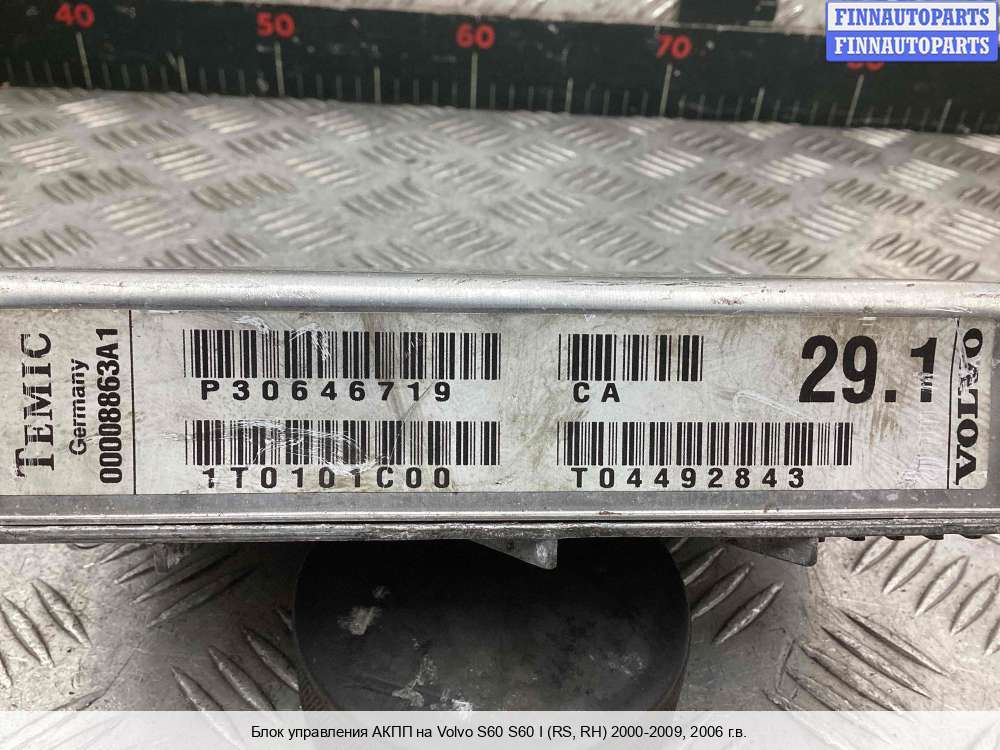 FINNAUTOPARTS
FINNAUTOPARTS
40
50
60
70
TEMIC
Germany
00008863A1
P30646719
CA
29.1
VOLVO
1T0101C00
T04492843
Блок управления АКПП на Volvo S60 S60 I (RS, RH) 2000-2009, 2006 г.в.